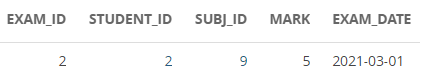 EXAM_ID STUDENT_ID SUBJ_ID MARK EXAM_DATE
2 2 9 5 2021-03-01